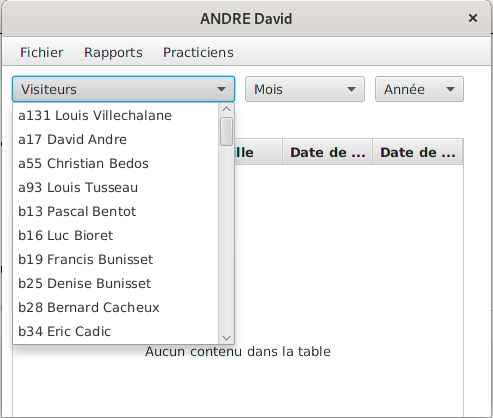 ANDRE David
Fichier Rapports Practiciens
Visiteurs Mois Année
a131 Louis Villechalane
a17 David Andre
lle Date de ... Date de ...
a55 Christian Bedos
a93 Louis Tusseau
b13 Pascal Bentot
b16 Luc Bioret
b19 Francis Bunisset
b25 Denise Bunisset
b28 Bernard Cacheux
b34 Eric Cadic
Aucun contenu dans la table